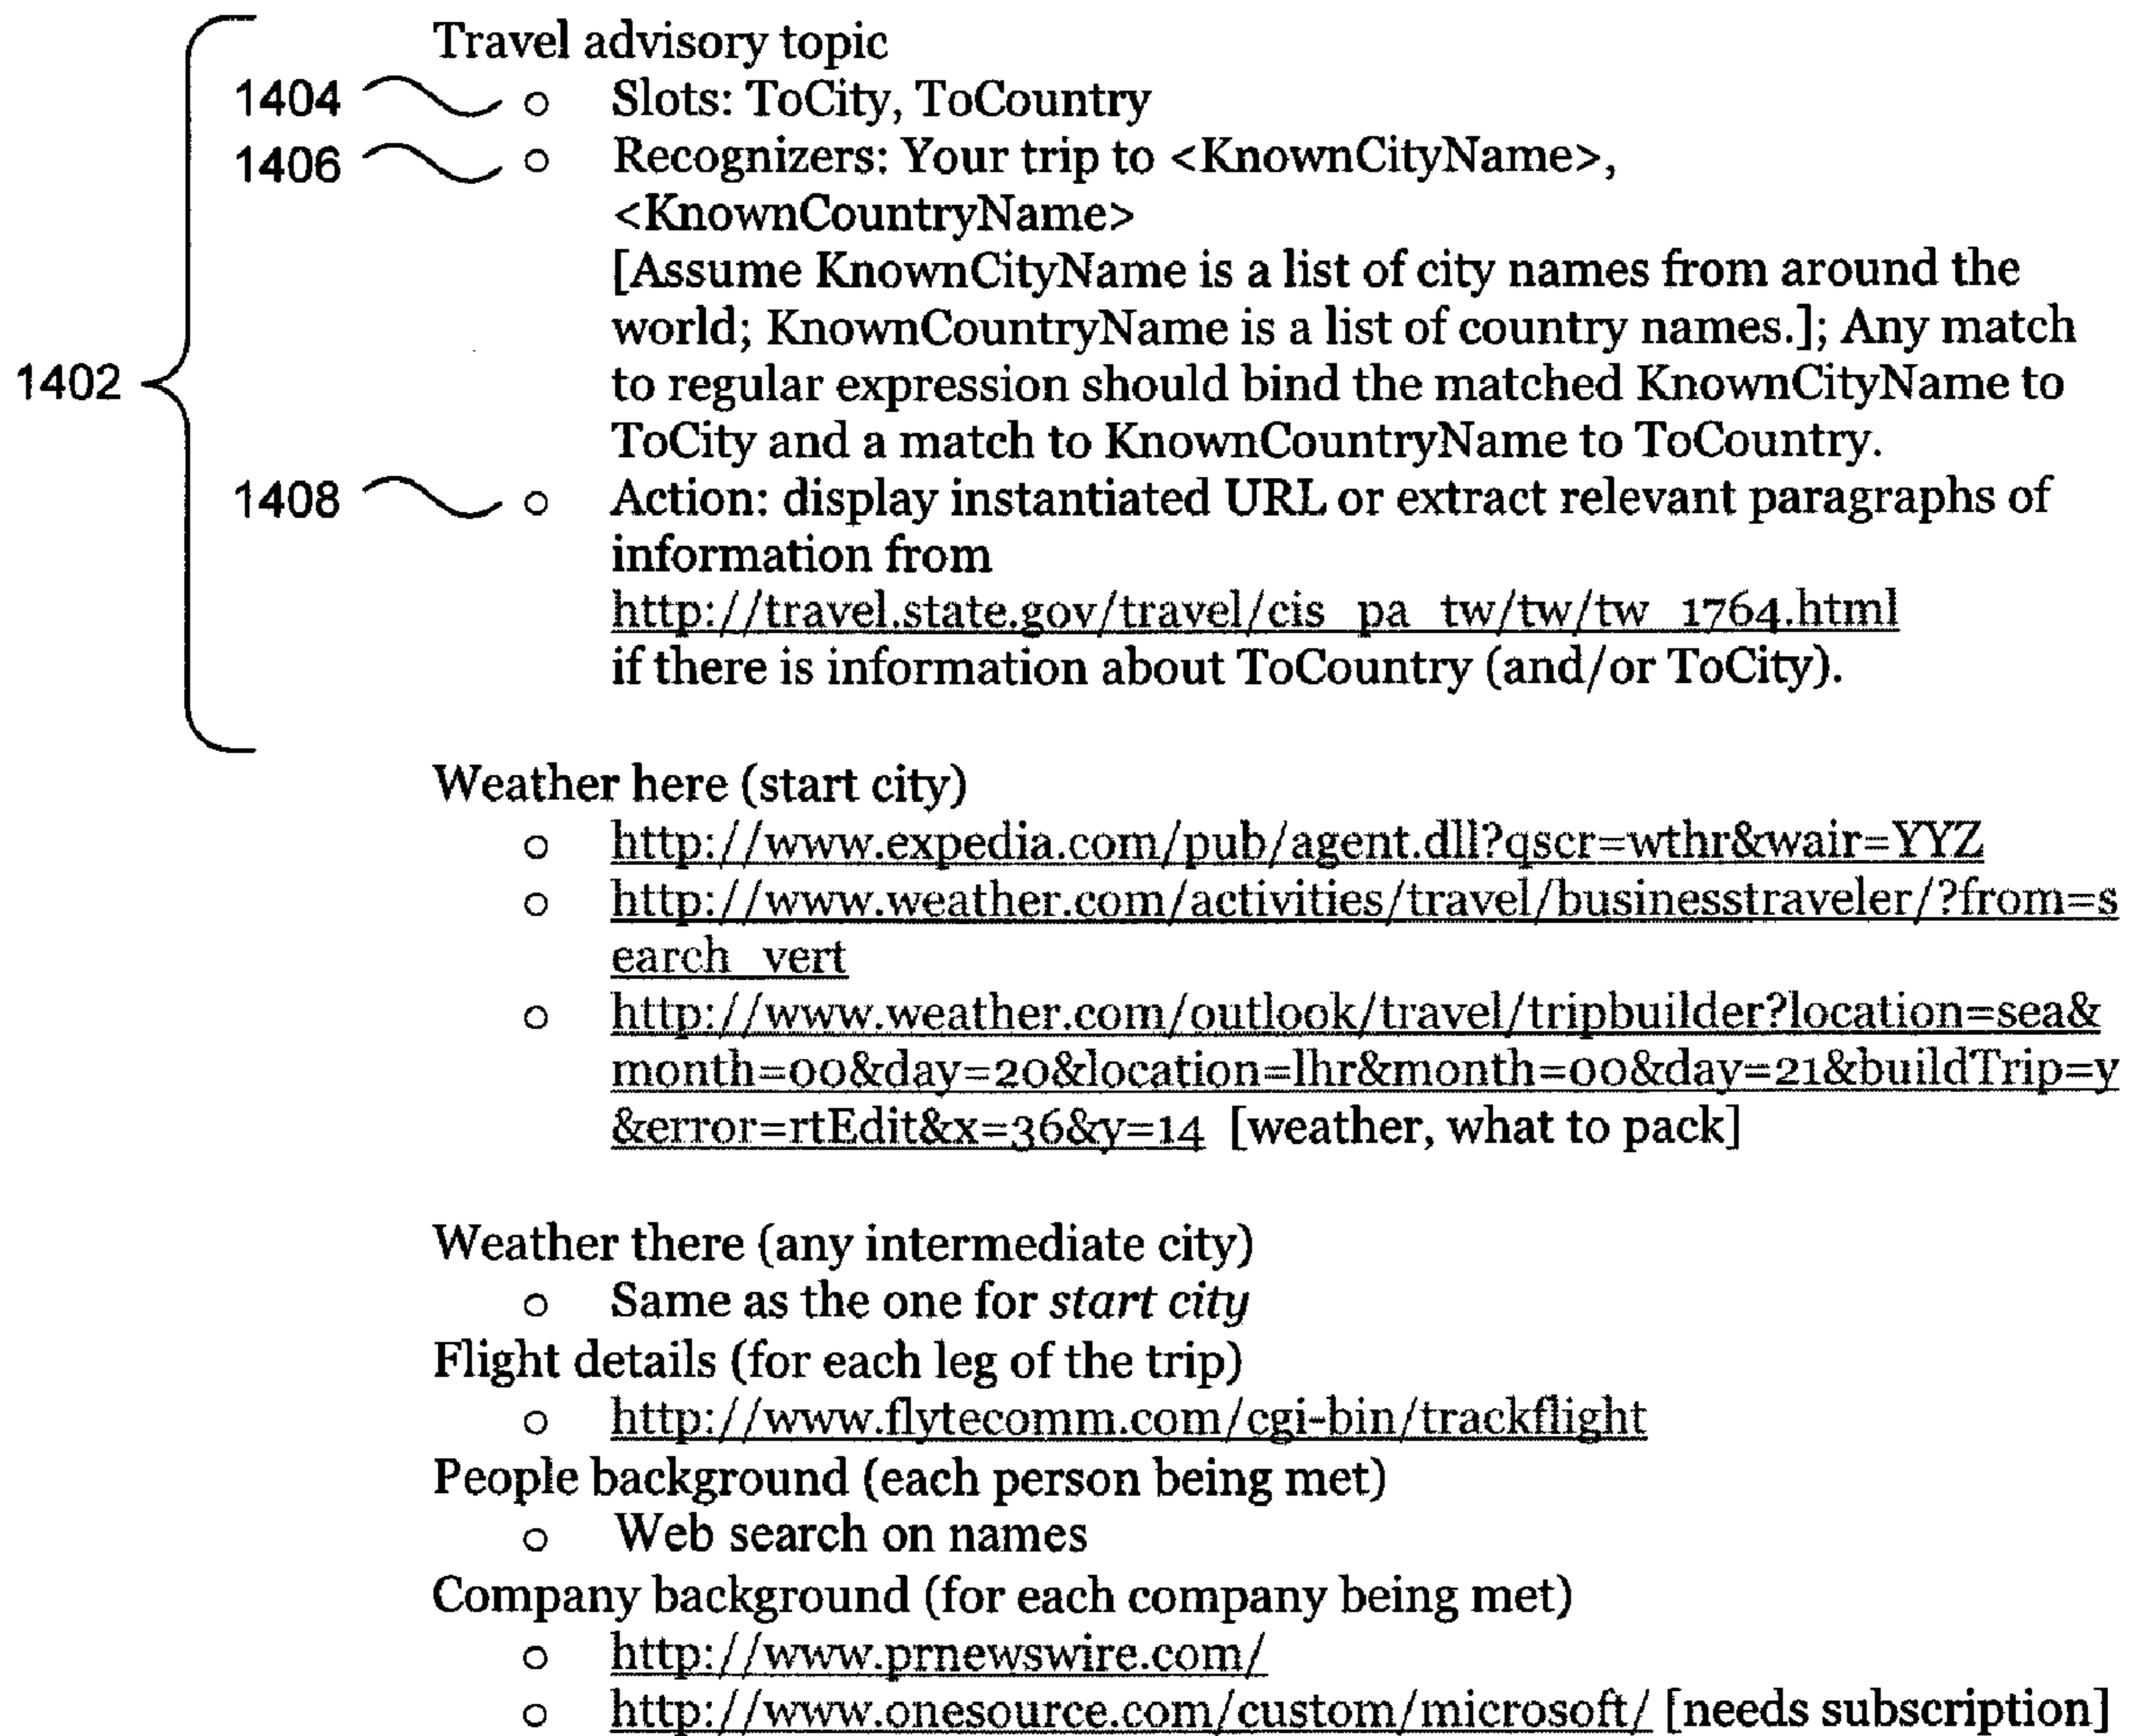 Travel advisory topic
1404 o Slots: ToCity, ToCountry
1406 o Recognizers: Your trip to <KnownCityName>,
<KnownCountryName>
[Assume KnownCityName is a list of city names from around the
world; KnownCountryName is a list of country names.]; Any match
1402
to regular expression should bind the matched KnownCityName to
ToCity and a match to KnownCountryName to ToCountry.
1408 o Action: display instantiated URL or extract relevant paragraphs of
information from
http://travel.state.gov/travel/cis_pa_tw/tw/tw_1764.html
if there is information about ToCountry (and/or ToCity).
Weather here (start city)
o http://www.expedia.com/pub/agent.dll?qscr=wthr&wair=YYZ
o http://www.weather.com/activities/travel/businesstraveler/?from=s
earch_vert
o http://www.weather.com/outlook/travel/tripbuilder?location=sea&
month=00&day=20&location=lhr&month=00&day=21&buildTrip=y
&error=rtEdit&x=36&y=14 [weather, what to pack]
Weather there (any intermediate city)
o Same as the one for start city
Flight details (for each leg of the trip)
o http://www.flytecomm.com/cgi-bin/trackflight
People background (each person being met)
o Web search on names
Company background (for each company being met)
o http://www.prnewswire.com/
o http://www.onesource.com/custom/microsoft/ [needs subscription]